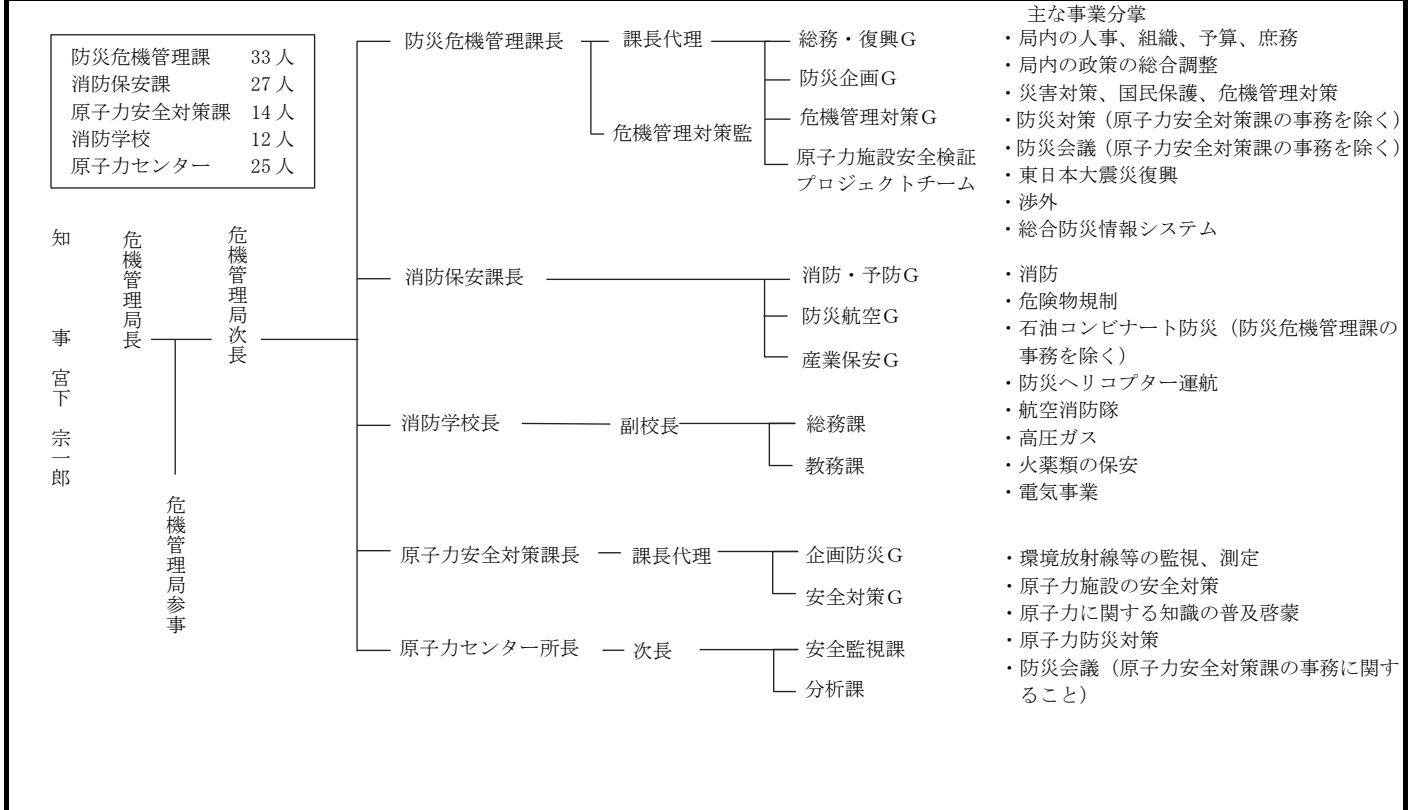 防災危機管理課 33人
消防保安課 27人
原子力安全対策課 14人
消防学校 12人
原子力センター 25人
知事 宮下 宗一郎
危機管理局長
危機管理局次長
危機管理局参事
防災危機管理課長
課長代理
危機管理対策監
総務・復興G
防災企画G
危機管理対策G
原子力施設安全検証
プロジェクトチーム
消防保安課長
消防・予防G
防災航空G
産業保安G
消防学校長
副校長
総務課
教務課
原子力安全対策課長
課長代理
企画防災G
安全対策G
原子力センター所長
次長
安全監視課
分析課
主な事業分掌
・局内の人事、組織、予算、庶務
・局内の政策の総合調整
・災害対策、国民保護、危機管理対策
・防災対策（原子力安全対策課の事務を除く）
・防災会議（原子力安全対策課の事務を除く）
・東日本大震災復興
・渉外
・総合防災情報システム
・消防
・危険物規制
・石油コンビナート防災（防災危機管理課の
事務を除く）
・防災ヘリコプター運航
・航空消防隊
・高圧ガス
・火薬類の保安
・電気事業
・環境放射線等の監視、測定
・原子力施設の安全対策
・原子力に関する知識の普及啓蒙
・原子力防災対策
・防災会議（原子力安全対策課の事務に関す
ること）